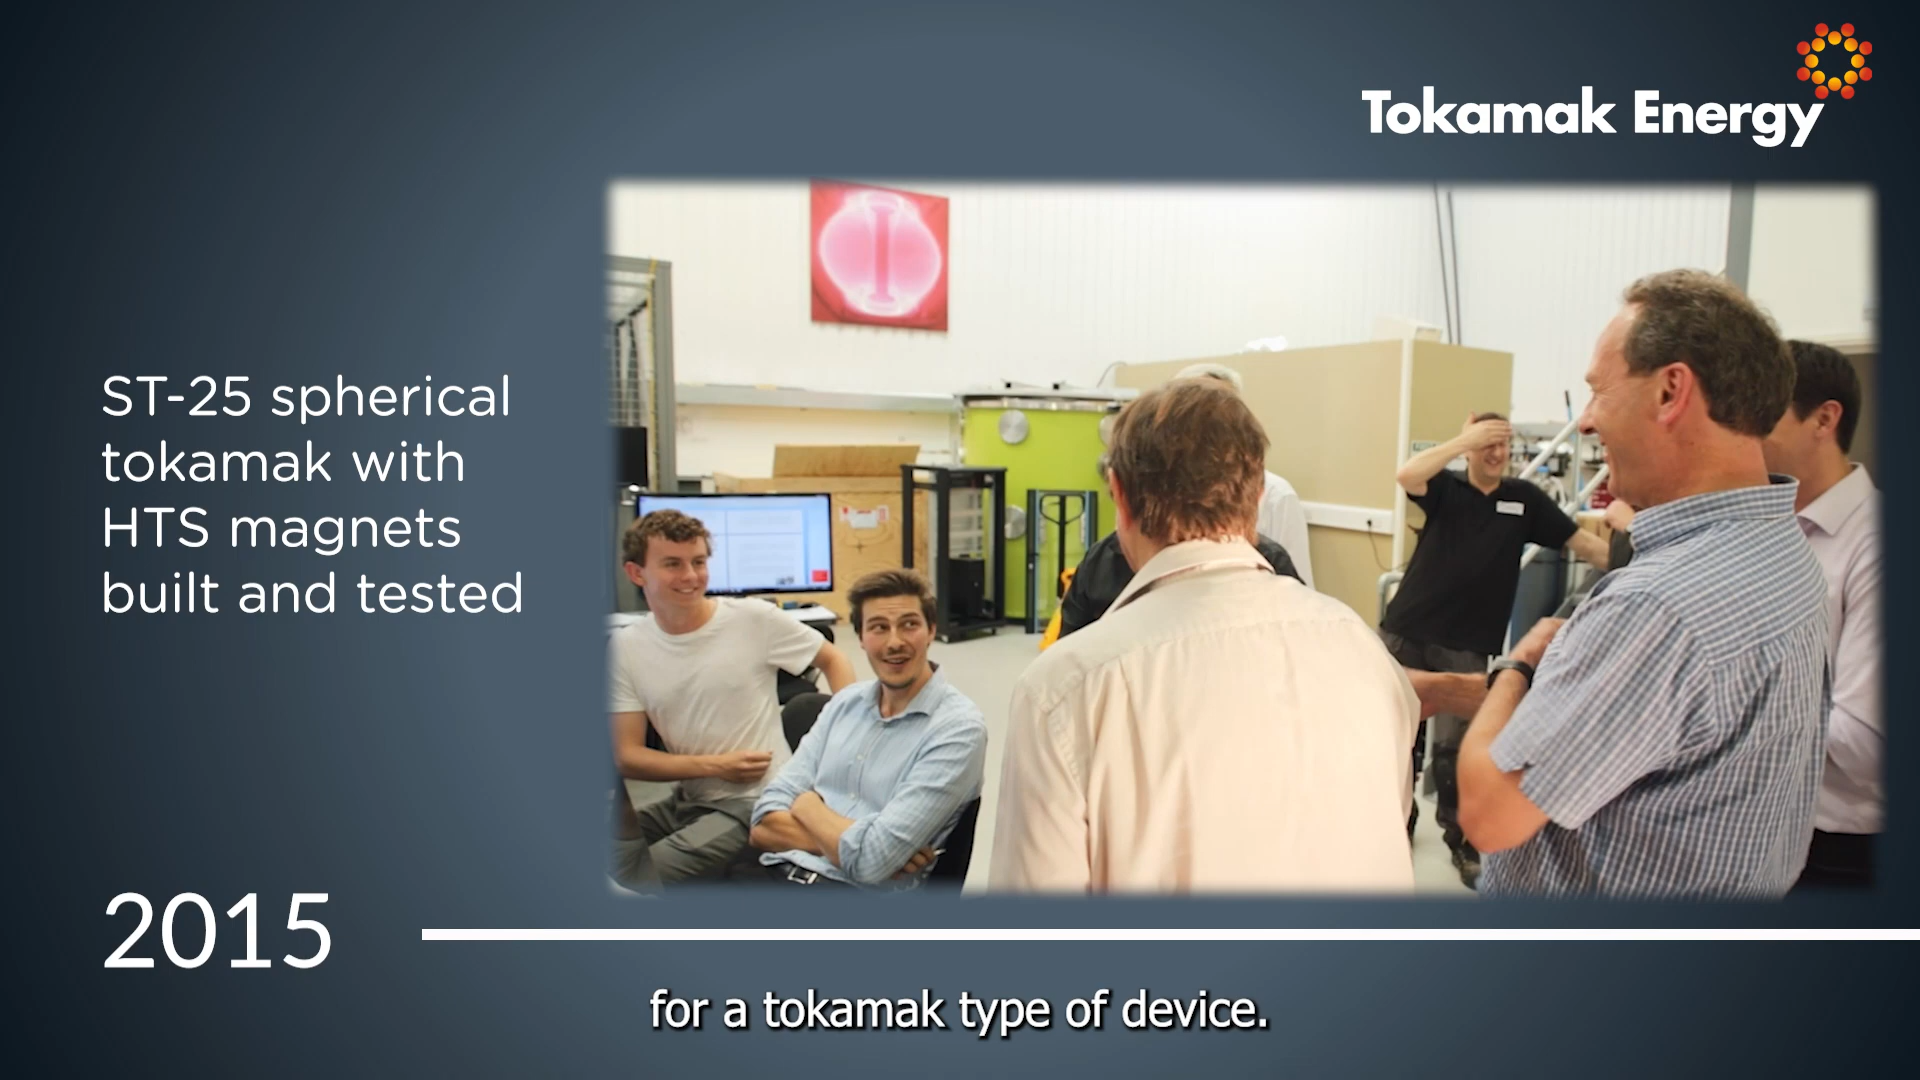 Tokamak Energy
ST-25 spherical
tokamak with
HTS magnets
built and tested
2015
for a tokamak type of device.